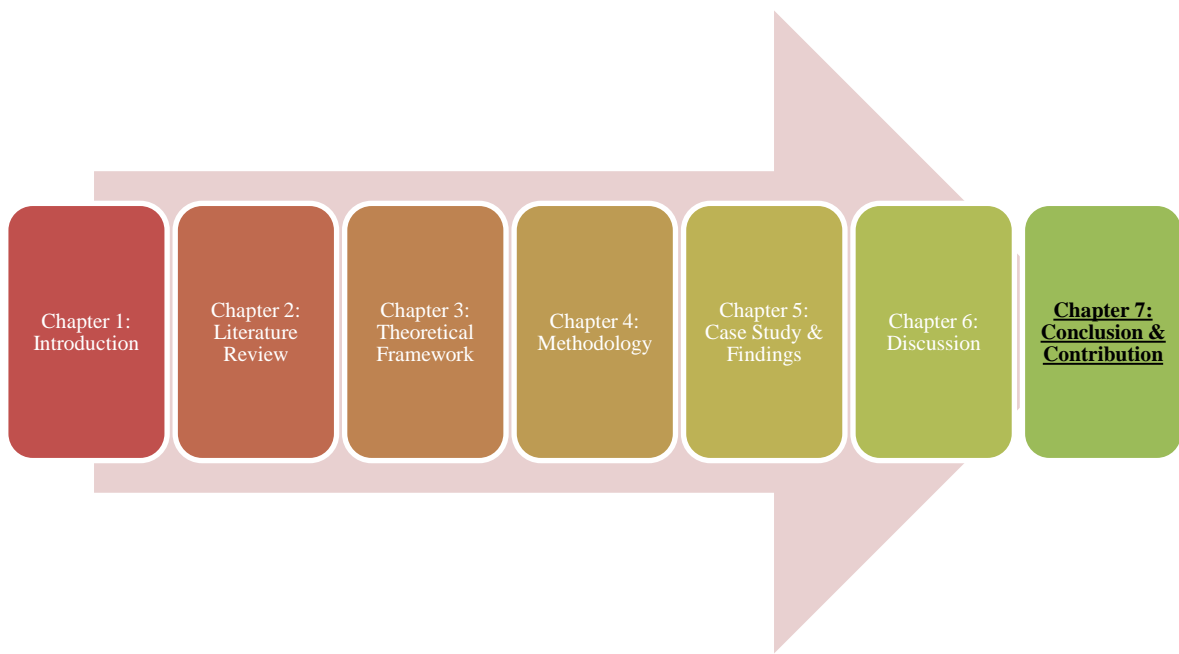 Chapter 1:
Introduction
Chapter 2:
Literature
Review
Chapter 3:
Theoretical
Framework
Chapter 4:
Methodology
Chapter 5:
Case Study &
Findings
Chapter 6:
Discussion
Chapter 7:
Conclusion &
Contribution